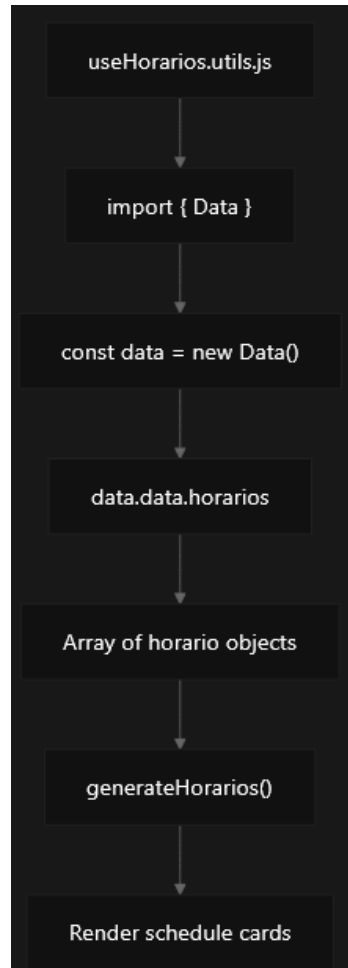 useHorarios.utils.js
import { Data }
const data = new Data()
data.data.horarios
Array of horario objects
generateHorarios()
Render schedule cards